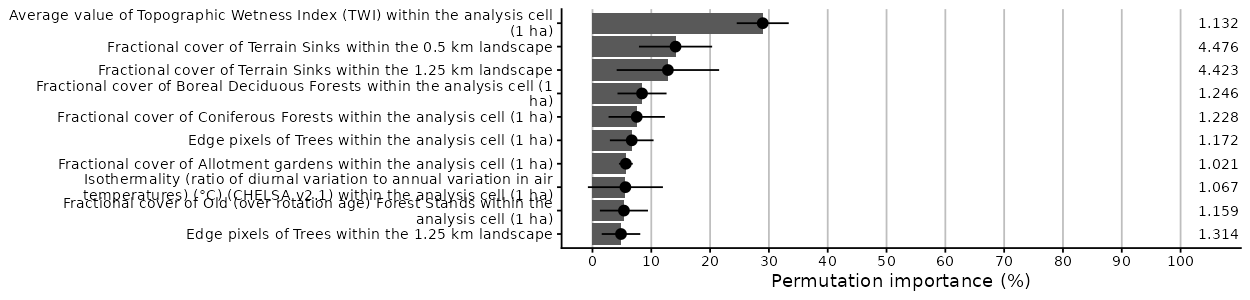 Average value of Topographic Wetness Index (TWI) within the analysis cell
(1 ha)
1.132
Fractional cover of Terrain Sinks within the 0.5 km landscape
4.476
Fractional cover of Terrain Sinks within the 1.25 km landscape
4.423
Fractional cover of Boreal Deciduous Forests within the analysis cell (1
ha)
1.246
Fractional cover of Coniferous Forests within the analysis cell (1 ha)
1.228
Edge pixels of Trees within the analysis cell (1 ha)
1.172
Fractional cover of Allotment gardens within the analysis cell (1 ha)
1.021
Isothermality (ratio of diurnal variation to annual variation in air
temperatures) (°C) (CHELSA v2.1) within the analysis cell (1 ha)
1.067
Fractional cover of Old (over rotation age) Forest Stands within the
analysis cell (1 ha)
1.159
Edge pixels of Trees within the 1.25 km landscape
1.314
0 10 20 30 40 50 60 70 80 90 100
Permutation importance (%)